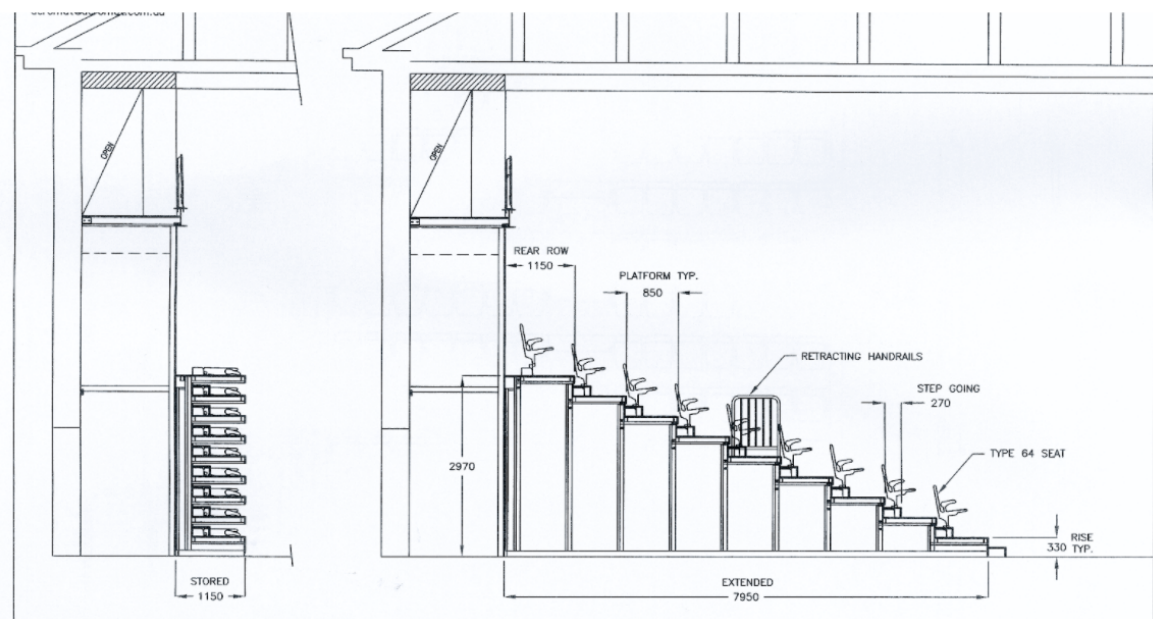 OPEN
OPEN
REAR ROW
1150
PLATFORM TYP.
850
RETRACTING HANDRAILS
STEP GOING
270
2970
TYPE 64 SEAT
RISE
330 TYP.
STORED
1150
EXTENDED
7950